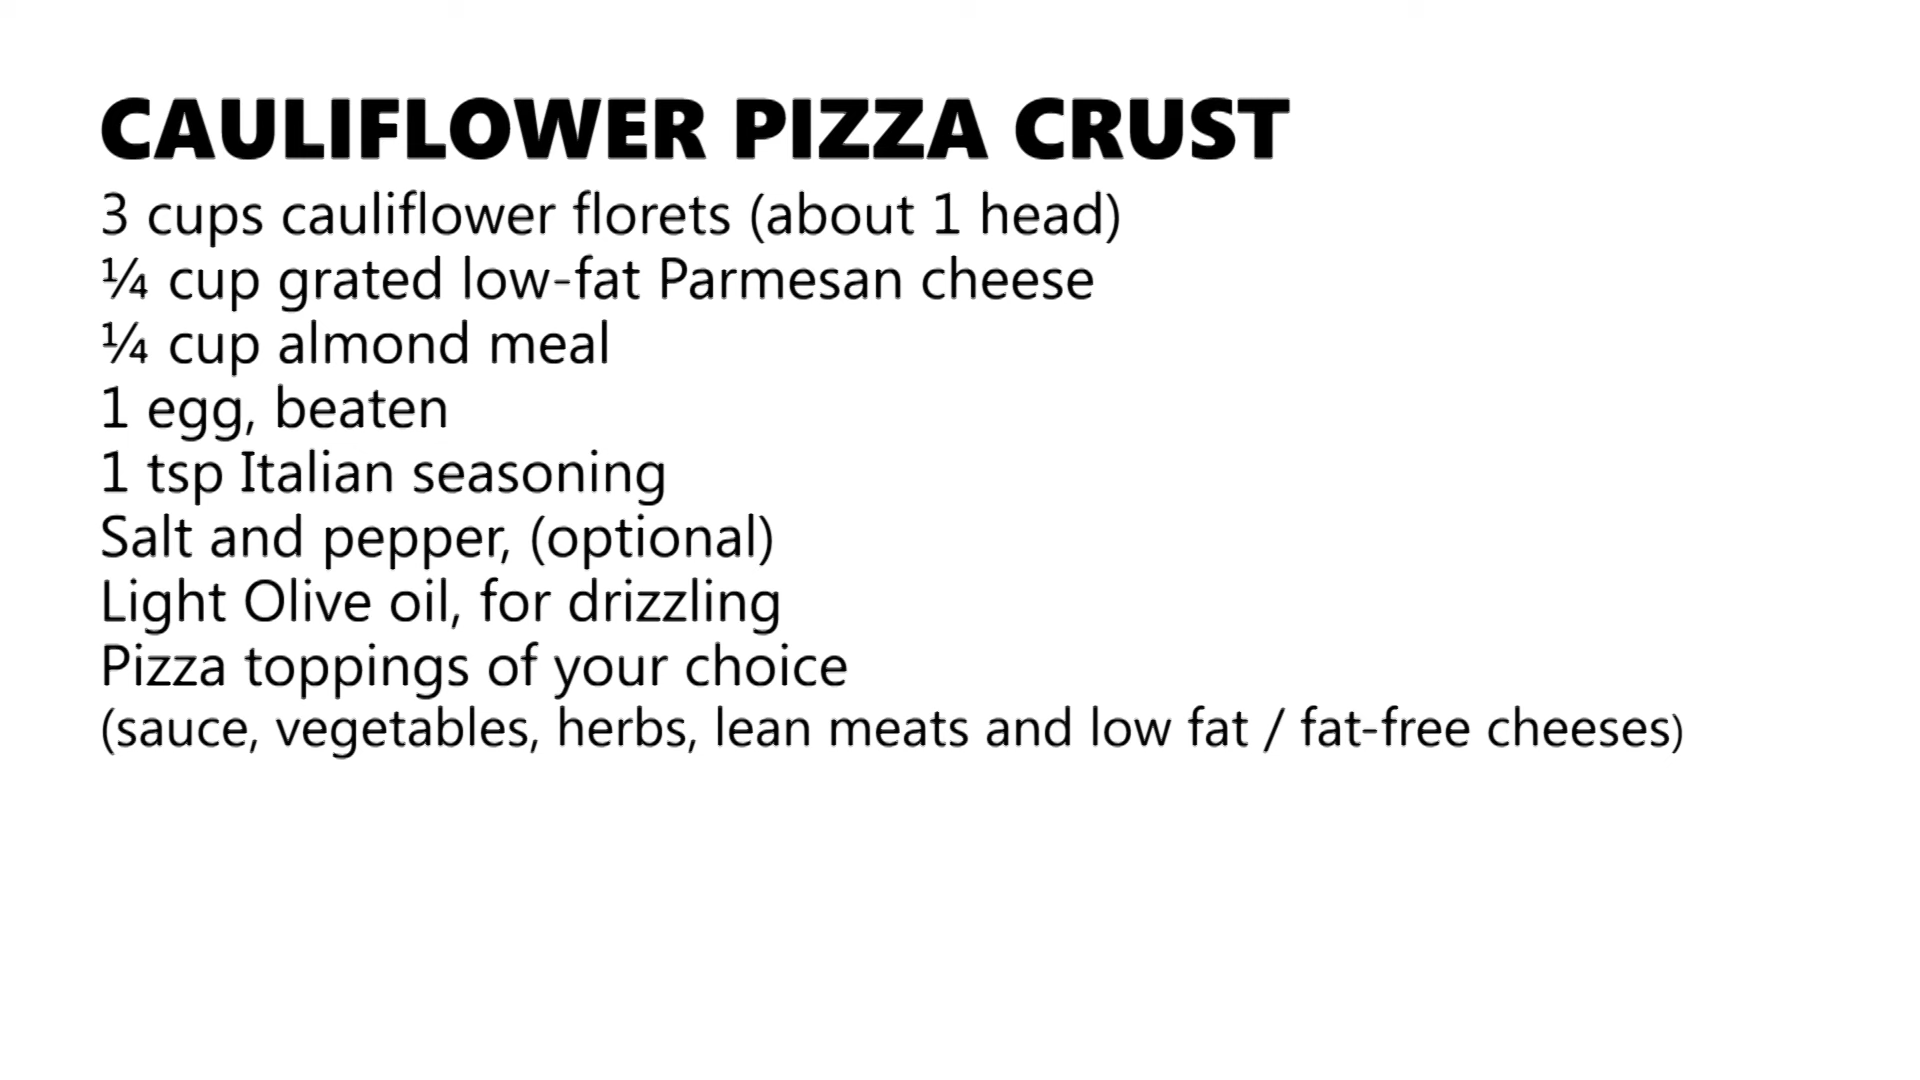 CAULIFLOWER PIZZA CRUST
3 cups cauliflower florets (about 1 head)
¼ cup grated low-fat Parmesan cheese
¼ cup almond meal
1 egg, beaten
1 tsp Italian seasoning
Salt and pepper, (optional)
Light Olive oil, for drizzling
Pizza toppings of your choice
(sauce, vegetables, herbs, lean meats and low fat / fat-free cheeses)